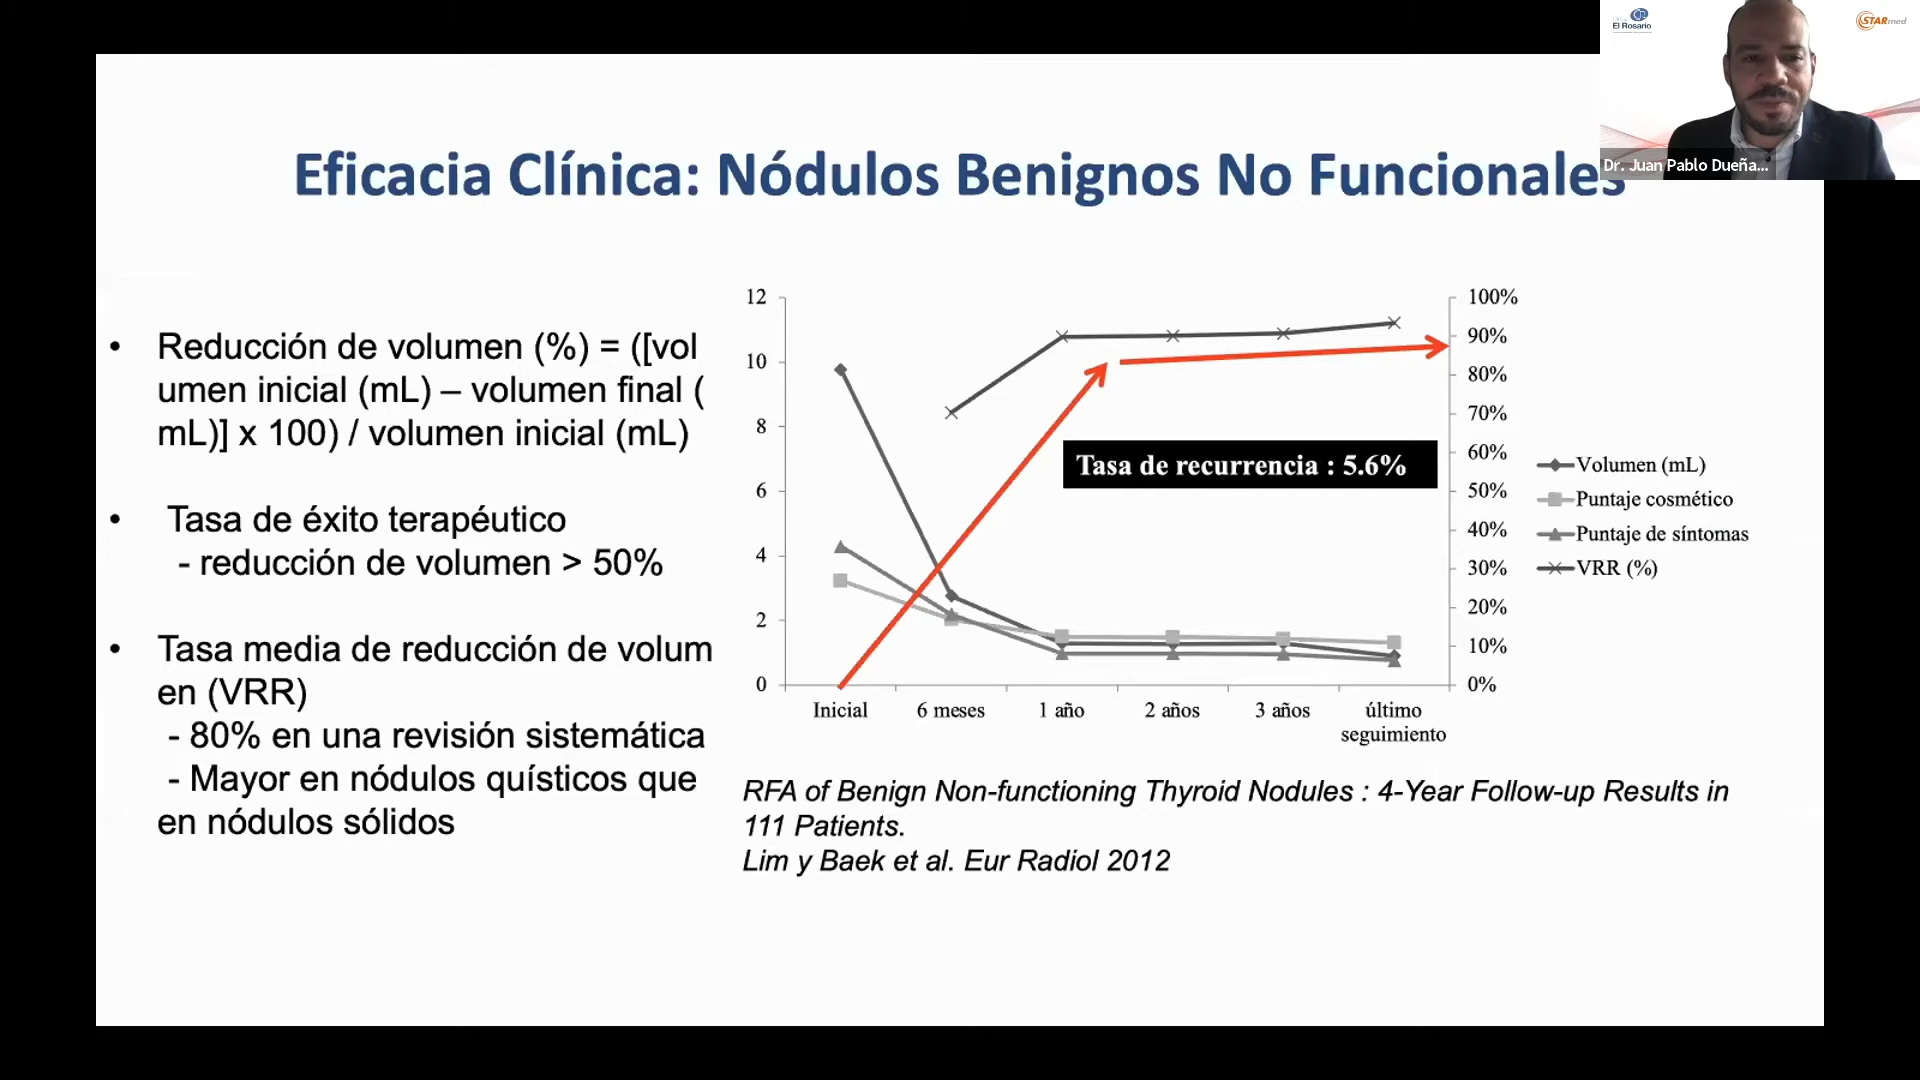 El Rosario
STARmed
Dr. Juan Pablo Dueña...
Eficacia Clínica: Nódulos Benignos No Funcionales
• Reducción de volumen (%) = ([vol
umen inicial (mL) – volumen final (
mL)] x 100) / volumen inicial (mL)
• Tasa de éxito terapéutico
- reducción de volumen > 50%
• Tasa media de reducción de volum
en (VRR)
- 80% en una revisión sistemática
- Mayor en nódulos quísticos que
en nódulos sólidos
12
10
8
6
4
2
0
100%
90%
80%
70%
60%
50%
40%
30%
20%
10%
0%
Tasa de recurrencia : 5.6%
Inicial 6 meses 1 año 2 años 3 años último
seguimiento
Volumen (mL)
Puntaje cosmético
Puntaje de síntomas
VRR (%)
RFA of Benign Non-functioning Thyroid Nodules : 4-Year Follow-up Results in
111 Patients.
Lim y Baek et al. Eur Radiol 2012